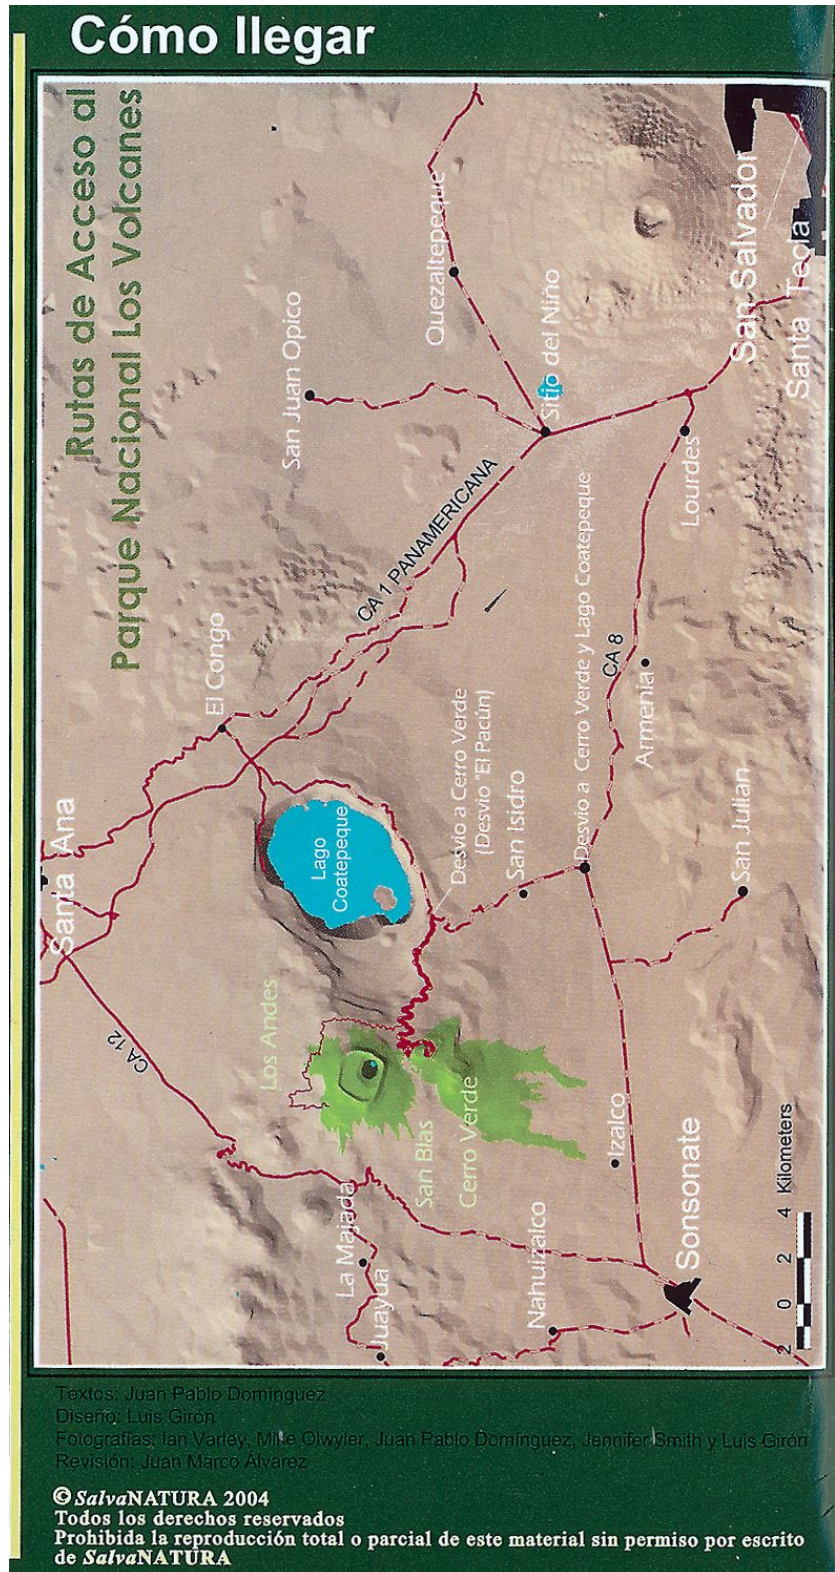 Cómo llegar
Rutas de Acceso al
Parque Nacional Los Volcanes
Santa Ana
El Congo
San Juan Opico
Quezaltepeque
Sitio del Niño
San Salvador
Santa Tecla
CA 1 PANAMERICANA
CA 12
Lago
Coatepeque
Desvio a Cerro Verde
(Desvio "El Pacún)
San Isidro
Desvio a Cerro Verde y Lago Coatepeque
CA 8
Lourdes
Armenia
San Julian
Los Andes
San Blas
Cerro Verde
Izalco
La Majada
Juayua
Nahuizalco
Sonsonate
2 0 2 4 Kilometers
Textos: Juan Pablo Domínguez
Diseño: Luis Girón
Fotografías: Ian Varley, Mike Olwyler, Juan Pablo Domínguez, Jennifer Smith y Luis Girón
Revisión: Juan Marco Álvarez
© SalvaNATURA 2004
Todos los derechos reservados
Prohibida la reproducción total o parcial de este material sin permiso por escrito
de SalvaNATURA